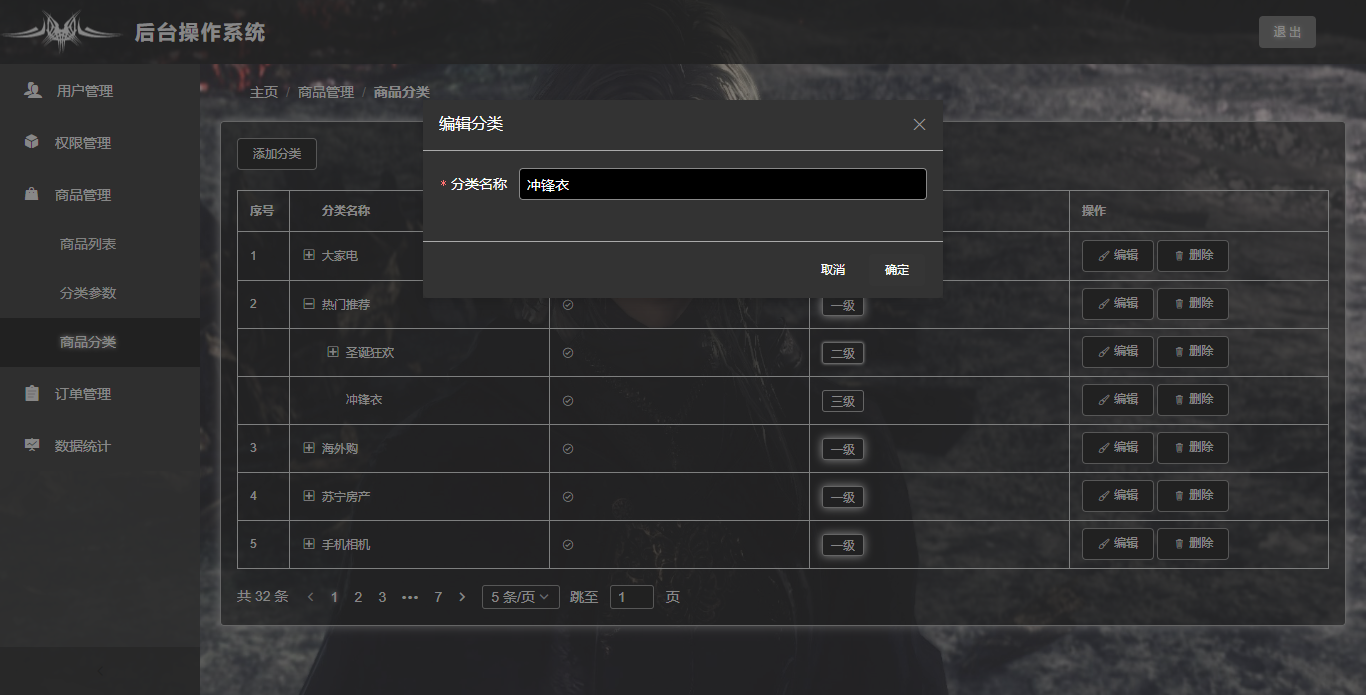 后台操作系统
退 出
用户管理
权限管理
商品管理
商品列表
分类参数
商品分类
订单管理
数据统计
主页 / 商品管理 / 商品分类
编辑分类
* 分类名称 冲锋衣
取消 确定
添加分类
序号 分类名称 操作
1 大家电 编辑 删除
2 热门推荐 一级 编辑 删除
圣诞狂欢 二级 编辑 删除
冲锋衣 三级 编辑 删除
3 海外购 一级 编辑 删除
4 苏宁房产 一级 编辑 删除
5 手机相机 一级 编辑 删除
共 32 条 1 2 3 ••• 7 5 条/页 跳至 1 页